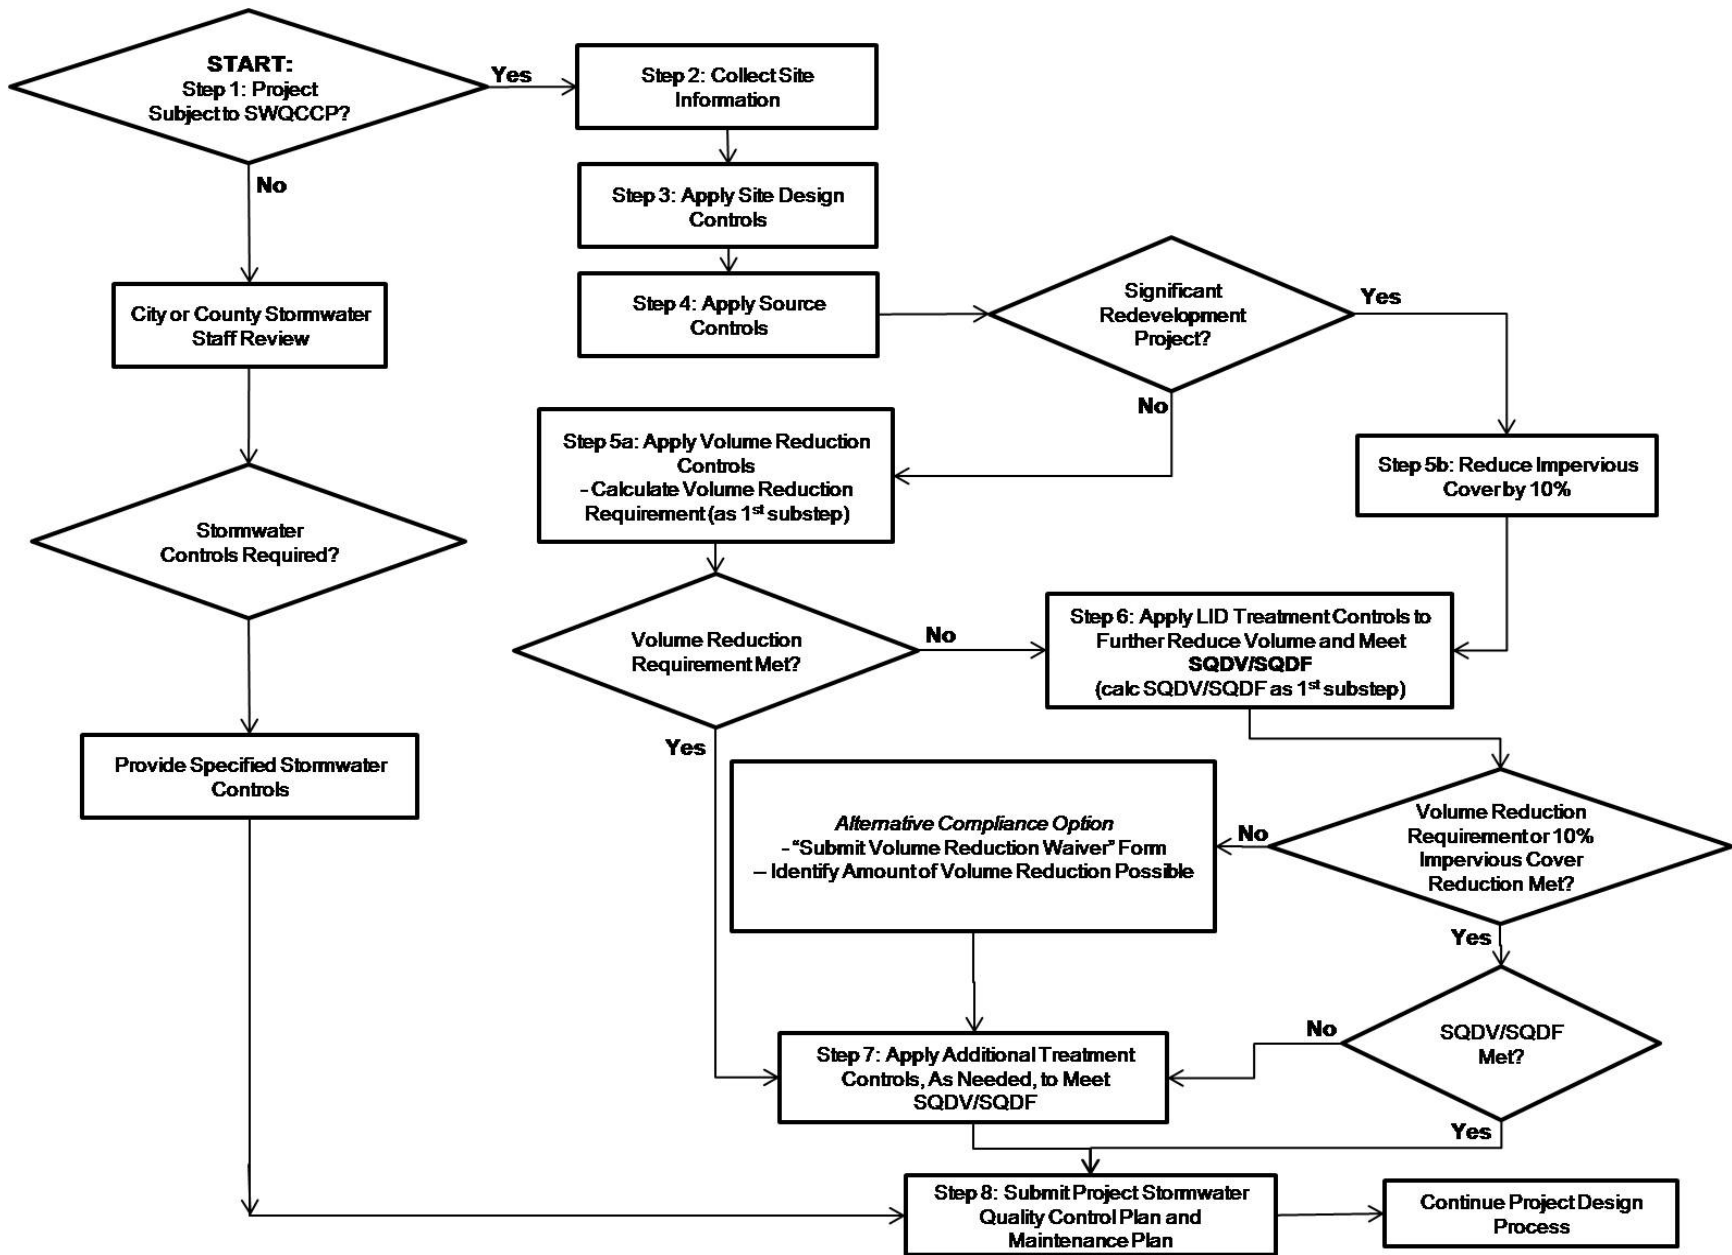 START:
Step 1: Project
Subject to SWQCCP?
Yes
Step 2: Collect Site
Information
No
Step 3: Apply Site Design
Controls
Step 4: Apply Source
Controls
Significant
Redevelopment
Project?
Yes
No
City or County Stormwater
Staff Review
Step 5a: Apply Volume Reduction
Controls
- Calculate Volume Reduction
Requirement (as 1st substep)
Step 5b: Reduce Impervious
Cover by 10%
Stormwater
Controls Required?
Volume Reduction
Requirement Met?
No
Yes
Step 6: Apply LID Treatment Controls to
Further Reduce Volume and Meet
SQDV/SQDF
(calc SQDV/SQDF as 1st substep)
Provide Specified Stormwater
Controls
Alternative Compliance Option
- “Submit Volume Reduction Waiver” Form
– Identify Amount of Volume Reduction Possible
No
Volume Reduction
Requirement or 10%
Impervious Cover
Reduction Met?
Yes
SQDV/SQDF
Met?
No
Yes
Step 7: Apply Additional Treatment
Controls, As Needed, to Meet
SQDV/SQDF
Step 8: Submit Project Stormwater
Quality Control Plan and
Maintenance Plan
Continue Project Design
Process